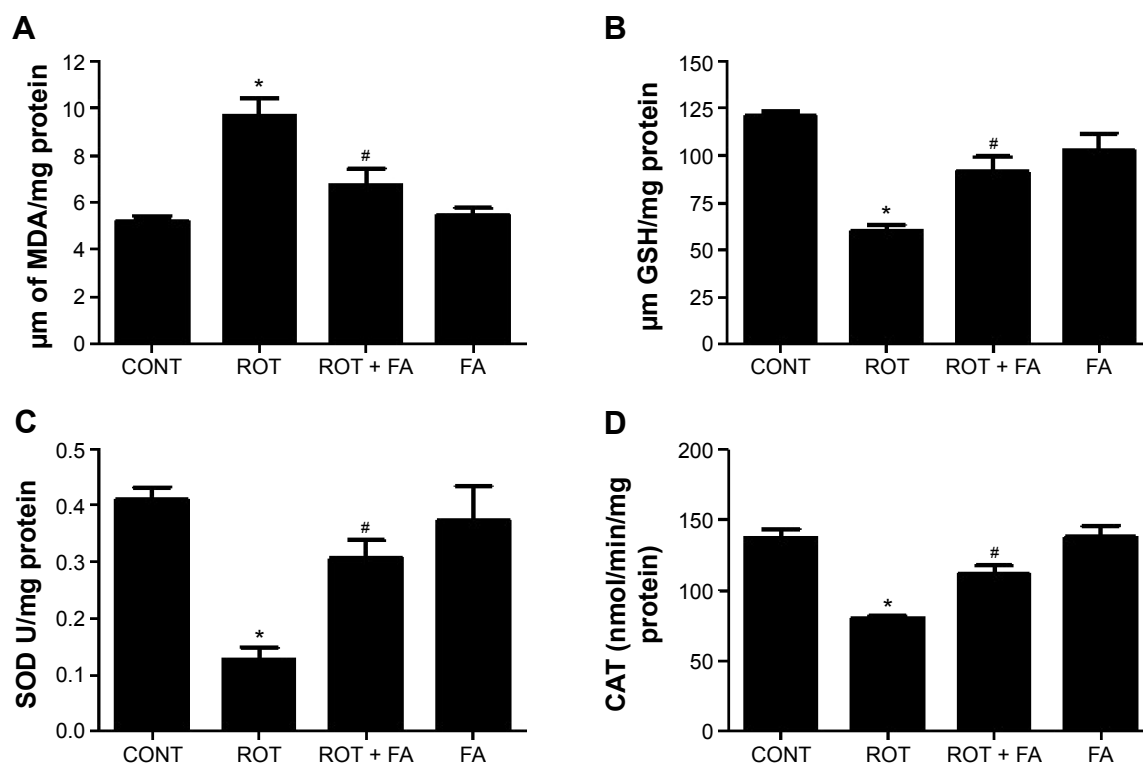 A
µm of MDA/mg protein
12
10
8
6
4
2
0
*
#
CONT ROT ROT + FA FA
B
µm GSH/mg protein
150
125
100
75
50
25
0
*
#
CONT ROT ROT + FA FA
C
SOD U/mg protein
0.5
0.4
0.3
0.2
0.1
0.0
*
#
CONT ROT ROT + FA FA
D
CAT (nmol/min/mg
protein)
200
150
100
50
0
*
#
CONT ROT ROT + FA FA